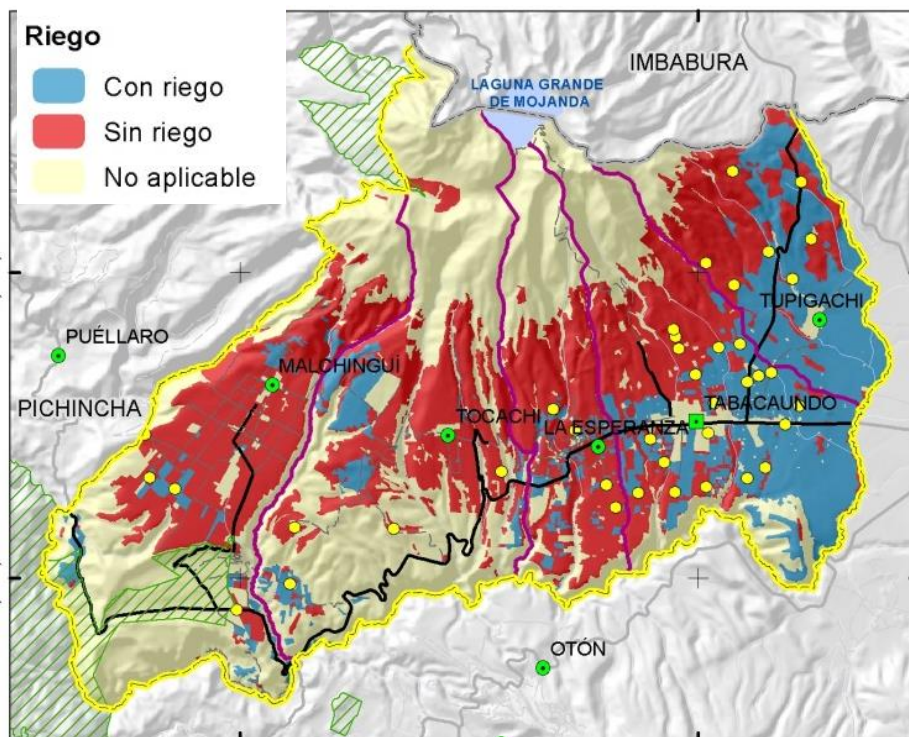 Riego
Con riego
Sin riego
No aplicable
IMBABURA
LAGUNA GRANDE
DE MOJANDA
TUPIGACHI
PUÉLLARO
MALCHINGUÍ
PICHINCHA
TABACAUNDO
TOCACHI
LA ESPERANZA
OTÓN